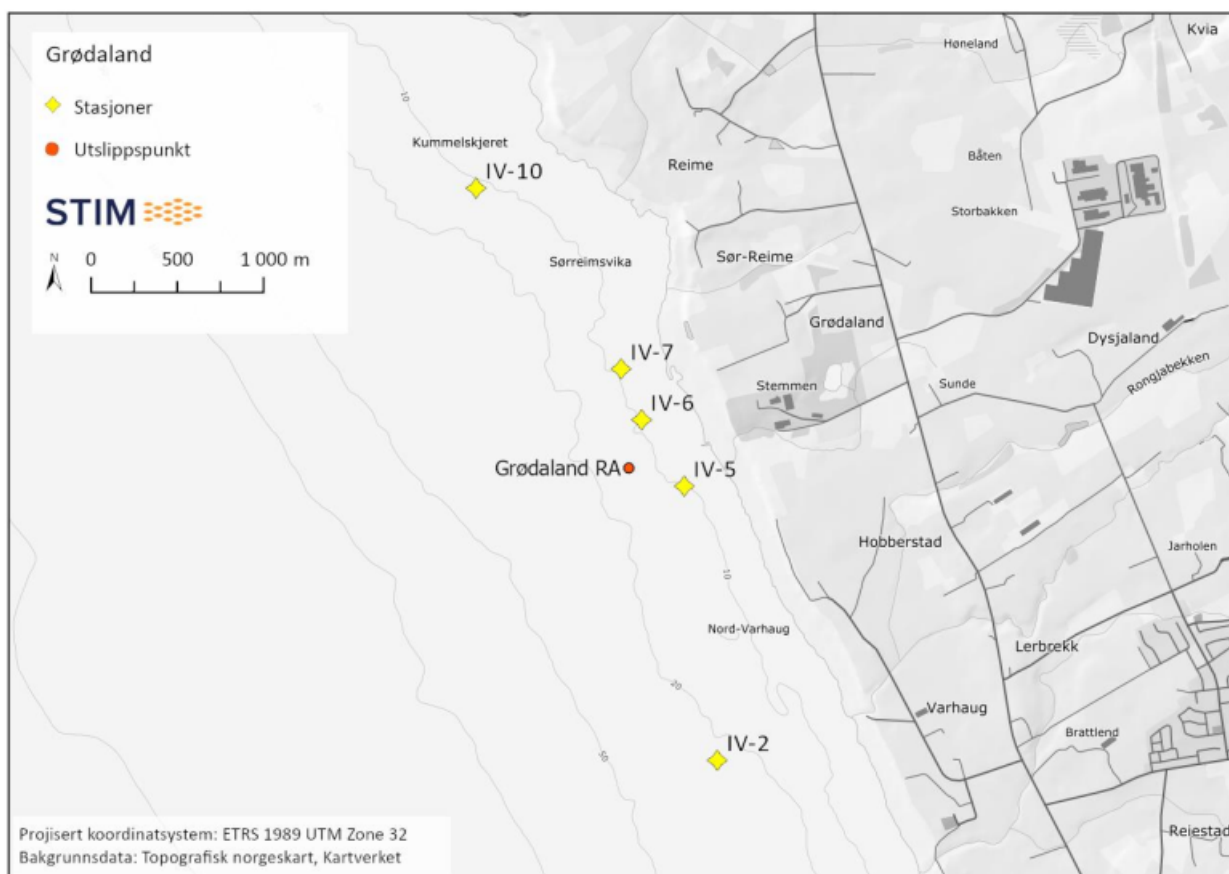 Grødaland
Stasjoner
Utslippspunkt
STIM
N
0 500 1 000 m
Kvia
Høneland
10
Kummelskjeret
IV-10
Reime
Båten
Storbakken
Sørreimsvika
Sør-Reime
Grødaland
Dysjaland
IV-7
Stemmen
Sunde
Rongjabekken
IV-6
Grødaland RA
IV-5
Hobberstad
Jarholen
10
Nord-Varhaug
Lerbrekk
20
Varhaug
Brattlend
IV-2
50
Reiestad
Projisert koordinatsystem: ETRS 1989 UTM Zone 32
Bakgrunnsdata: Topografisk norgeskart, Kartverket